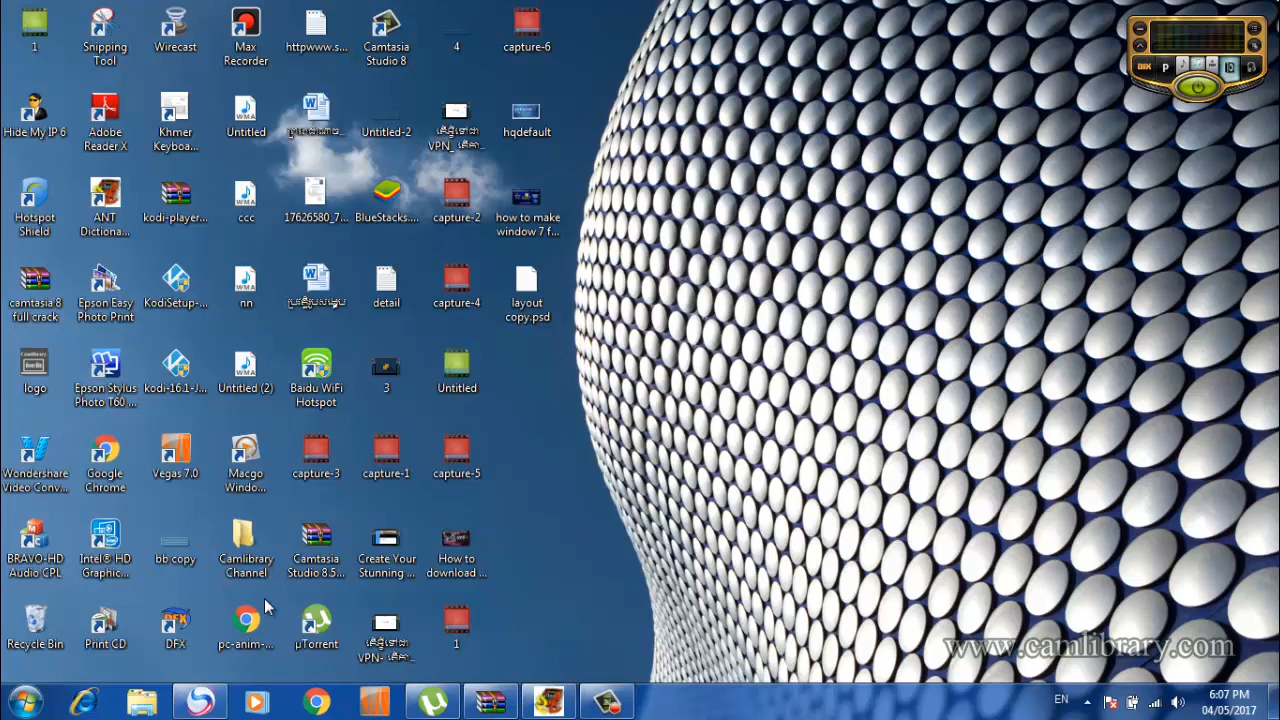 1
Snipping
Tool
Wirecast
Max
Recorder
httpwww.s...
Camtasia
Studio 8
4
capture-6
Hide My IP 6
Adobe
Reader X
Khmer
Keyboa...
Untitled
Untitled-2
VPN_
hqdefault
Hotspot
Shield
ANT
Dictiona...
kodi-player...
ccc
17626580_7...
BlueStacks....
capture-2
how to make
window 7 f...
camtasia 8
full crack
Epson Easy
Photo Print
KodiSetup-...
nn
detail
capture-4
layout
copy.psd
logo
Epson Stylus
Photo T60 ...
kodi-16.1-J...
Untitled (2)
Baidu WiFi
Hotspot
3
Untitled
Wondershare
Video Conv...
Google
Chrome
Vegas 7.0
Macgo
Windo...
capture-3
capture-1
capture-5
BRAVO-HD
Audio CPL
Intel® HD
Graphic...
bb copy
Camlibrary
Channel
Camtasia
Studio 8.5...
Create Your
Stunning ...
How to
download ...
Recycle Bin
Print CD
DFX
pc-anim-...
µTorrent
VPN-
1
www.camlibrary.com
EN
6:07 PM
04/05/2017